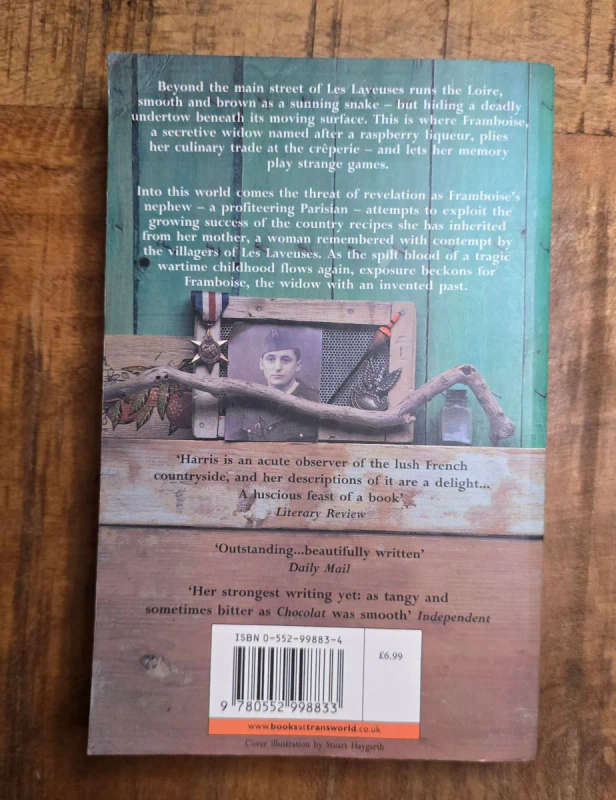 Beyond the main street of Les Laveuses runs the Loire,
smooth and brown as a sunning snake – but hiding a deadly
undertow beneath its moving surface. This is where Framboise,
a secretive widow named after a raspberry liqueur, plies
her culinary trade at the crêperie – and lets her memory
play strange games.
Into this world comes the threat of revelation as Framboise's
nephew – a profiteering Parisian – attempts to exploit the
growing success of the country recipes she has inherited
from her mother, a woman remembered with contempt by
the villagers of Les Laveuses. As the spilt blood of a tragic
wartime childhood flows again, exposure beckons for
Framboise, the widow with an invented past.
'Harris is an acute observer of the lush French
countryside, and her descriptions of it are a delight...
A luscious feast of a book'
Literary Review
'Outstanding...beautifully written'
Daily Mail
'Her strongest writing yet: as tangy and
sometimes bitter as Chocolat was smooth' Independent
ISBN 0-552-99883-4
£6.99
9 780552 998833
www.booksattransworld.co.uk
Cover illustration by Stuart Haygarth